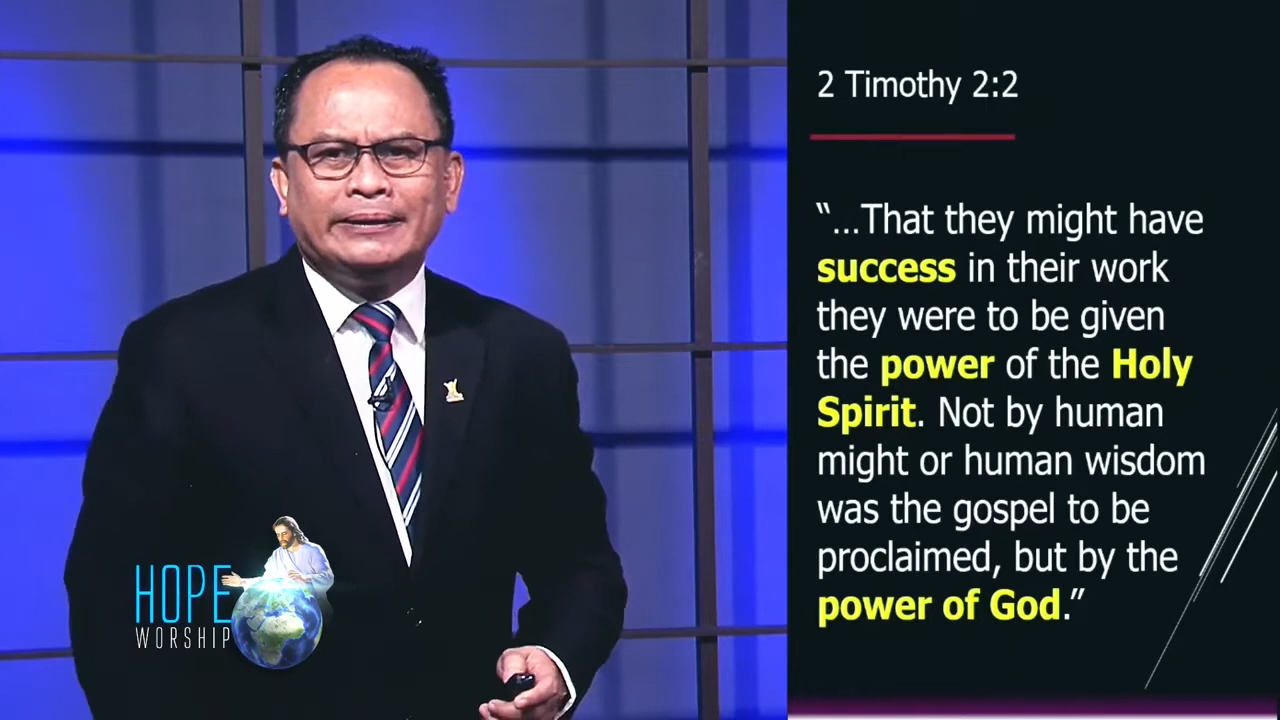 2 Timothy 2:2
“...That they might have
success in their work
they were to be given
the power of the Holy
Spirit. Not by human
might or human wisdom
was the gospel to be
proclaimed, but by the
power of God.”
HOPE
WORSHIP